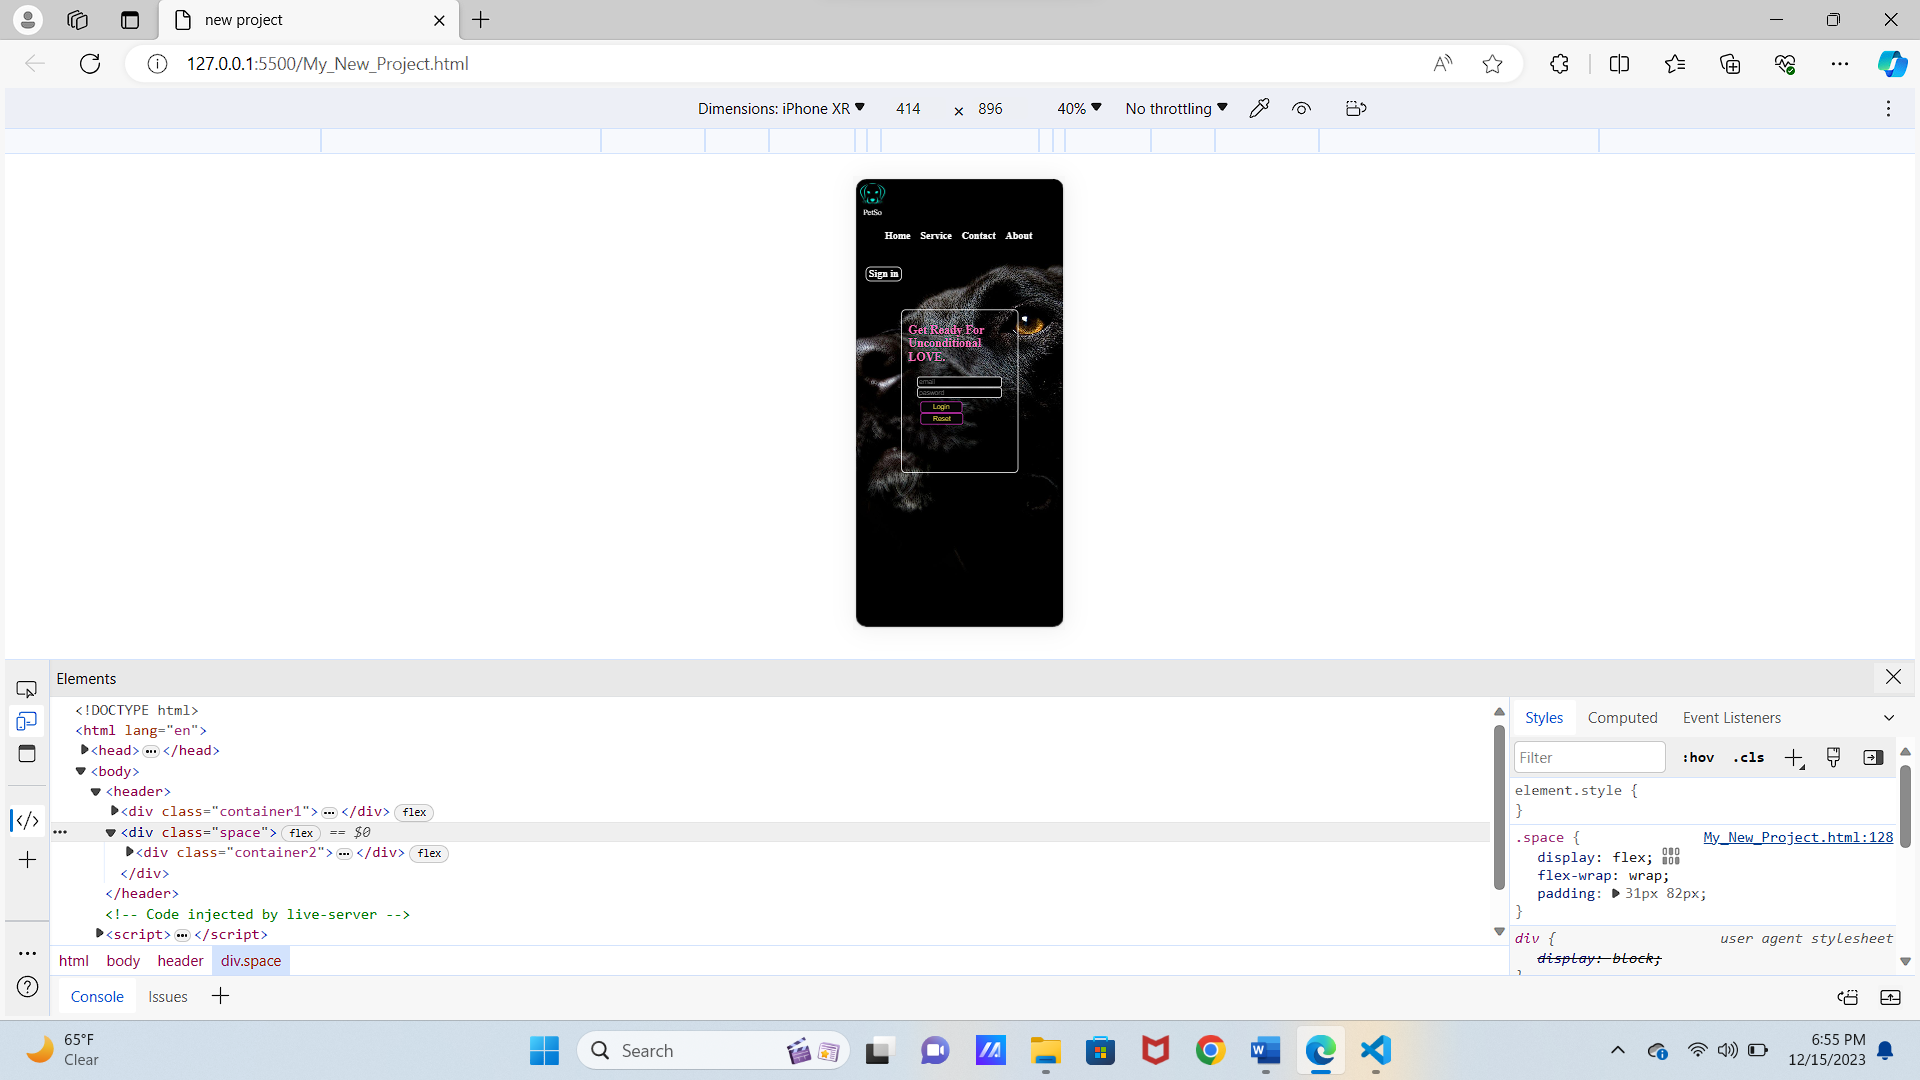 new project
127.0.0.1:5500/My_New_Project.html
Dimensions: iPhone XR 414 × 896 40% No throttling
PetSo
Home Service Contact About
Sign in
Get Ready For
Unconditional
LOVE.
email
pasword
Login
Reset
Elements
<!DOCTYPE html>
<html lang="en">
<head> ••• </head>
<body>
<header>
<div class="container1"> ••• </div> flex
••• <div class="space"> flex == $0
<div class="container2"> ••• </div> flex
</div>
</header>
<!-- Code injected by live-server -->
<script> ••• </script>
html body header div.space
Styles Computed Event Listeners
Filter :hov .cls
element.style {
}
.space { My_New_Project.html:128
display: flex;
flex-wrap: wrap;
padding: 31px 82px;
}
div { user agent stylesheet
display: block;
}
Console Issues
65°F
Clear
Search
6:55 PM
12/15/2023